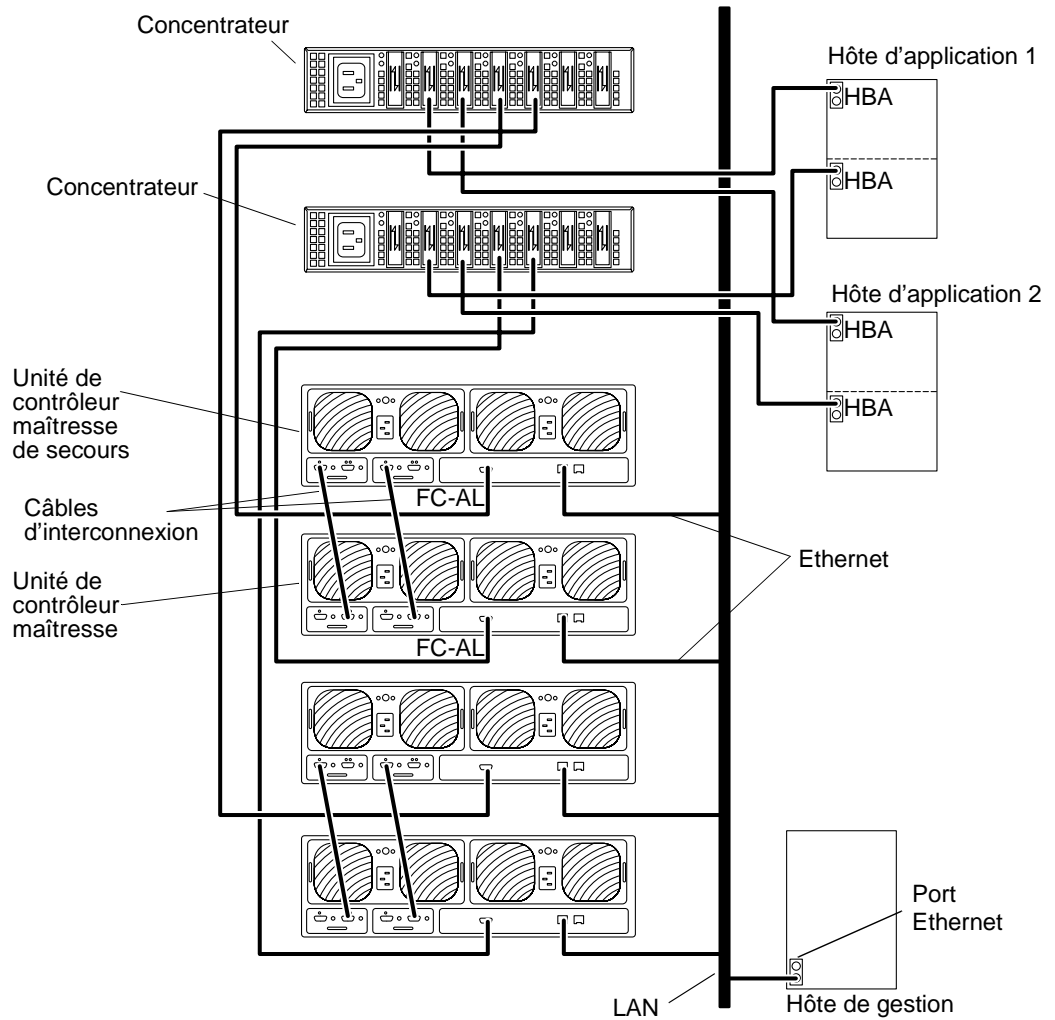 Concentrateur
Hôte d'application 1
HBA
HBA
Concentrateur
Hôte d'application 2
HBA
HBA
Unité de
contrôleur
maîtresse
de secours
FC-AL
Câbles
d'interconnexion
Ethernet
Unité de
contrôleur
maîtresse
FC-AL
Port
Ethernet
LAN
Hôte de gestion